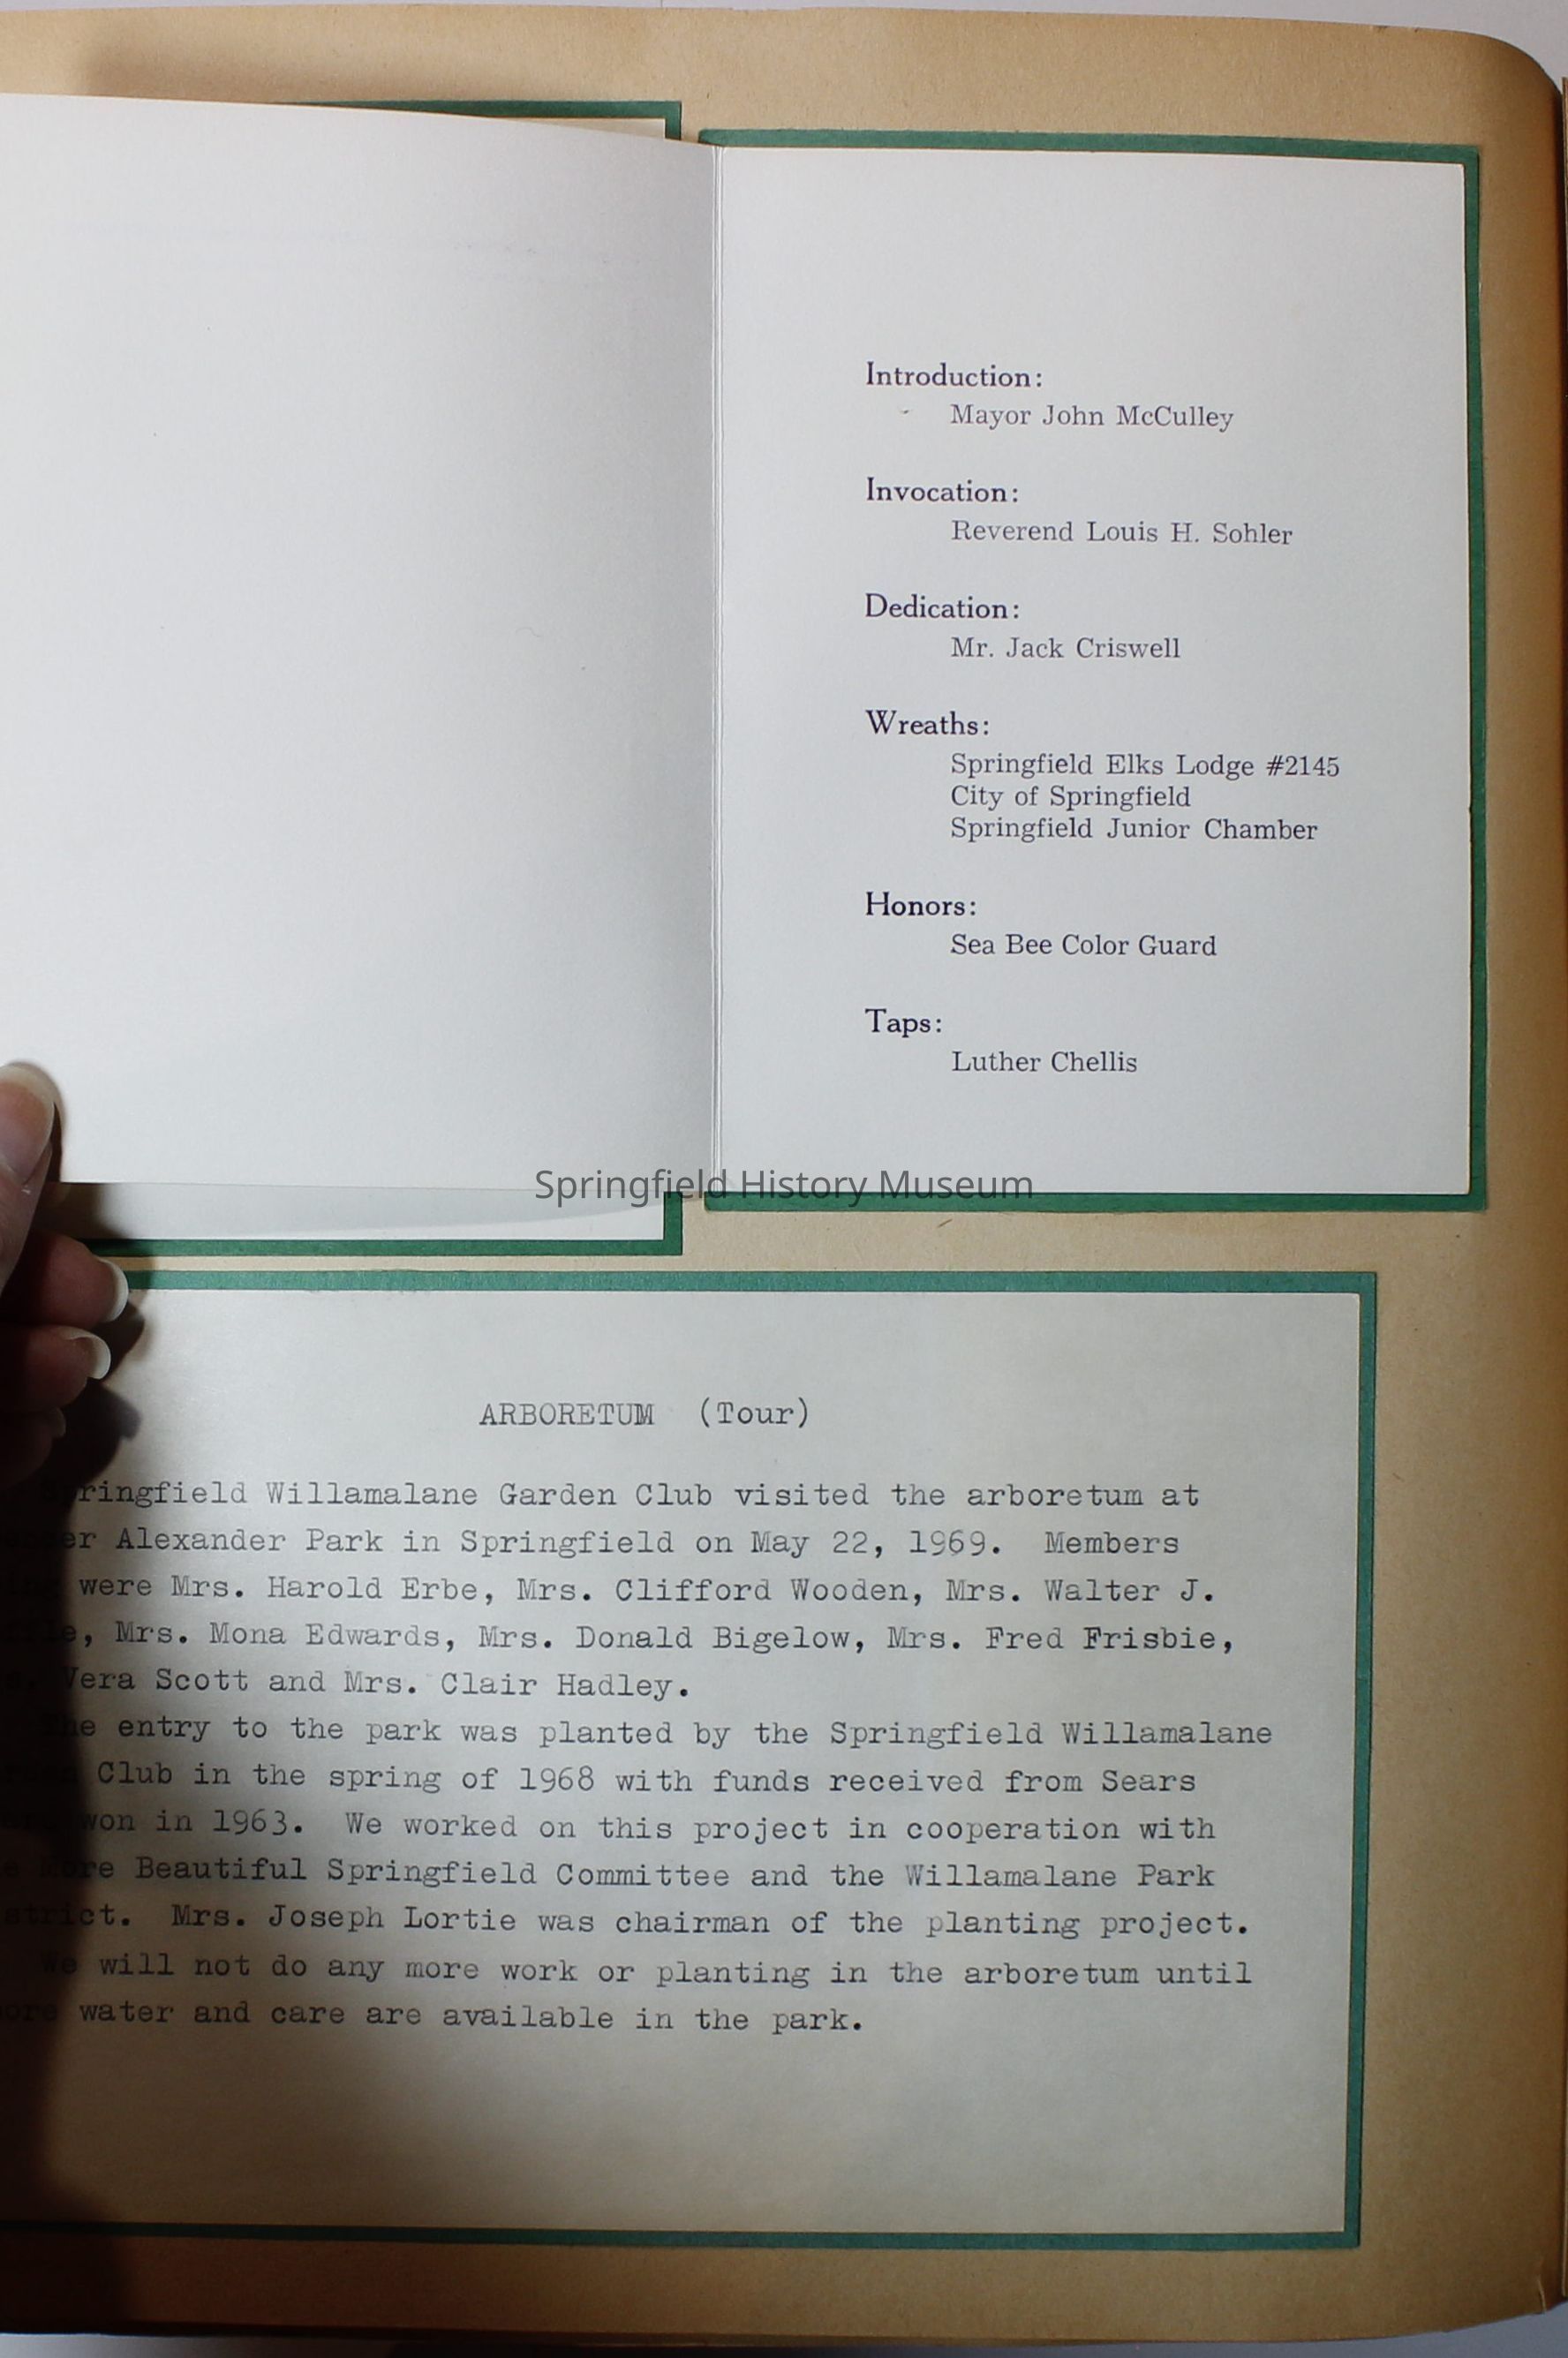 Introduction:
Mayor John McCulley
Invocation:
Reverend Louis H. Sohler
Dedication:
Mr. Jack Criswell
Wreaths:
Springfield Elks Lodge #2145
City of Springfield
Springfield Junior Chamber
Honors:
Sea Bee Color Guard
Taps:
Luther Chellis
Springfield History Museum
ARBORETUM (Tour)
Springfield Willamalane Garden Club visited the arboretum at
Alexander Park in Springfield on May 22, 1969. Members
were Mrs. Harold Erbe, Mrs. Clifford Wooden, Mrs. Walter J.
Mrs. Mona Edwards, Mrs. Donald Bigelow, Mrs. Fred Frisbie,
Vera Scott and Mrs. Clair Hadley.
The entry to the park was planted by the Springfield Willamalane
Club in the spring of 1968 with funds received from Sears
won in 1963. We worked on this project in cooperation with
More Beautiful Springfield Committee and the Willamalane Park
District. Mrs. Joseph Lortie was chairman of the planting project.
We will not do any more work or planting in the arboretum until
more water and care are available in the park.